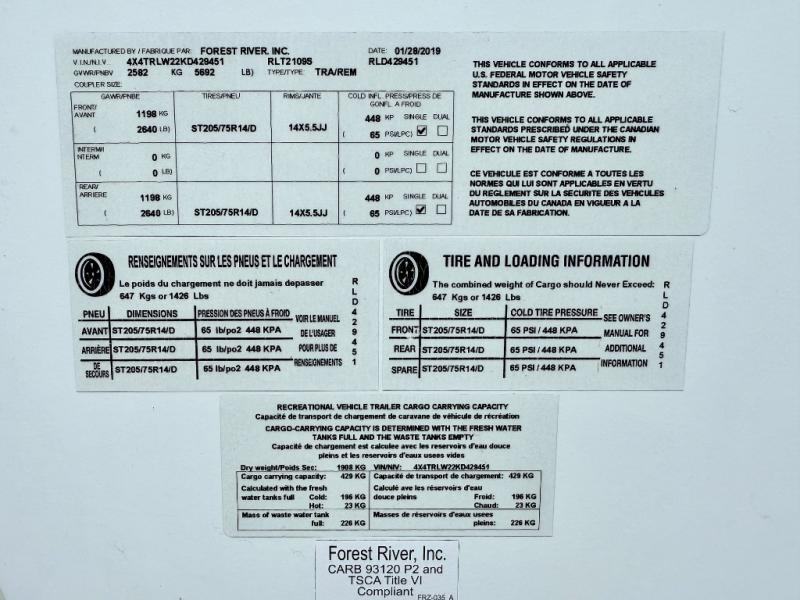 MANUFACTURED BY / FABRIQUE PAR: FOREST RIVER, INC. DATE: 01/28/2019
V.I.N./N.I.V. 4X4TRLW22KD429451 RLT2109S RLD429451
GVWR/PNBV 2582 KG 5692 LB) TYPE/TYPE: TRA/REM
COUPLER SIZE:
GAWR/PNBE TIRES/PNEU RIMS/JANTE COLD INFL. PRESS/PRESS DE GONFL. A FROID
FRONT/ AVANT 1198 KG 448 KP SINGLE DUAL
( 2640 LB) ST205/75R14/D 14X5.5JJ ( 65 PSI/LPC)
INTERM/ INTERM 0 KG 0 KP SINGLE DUAL
( 0 LB) ( 0 PSI/LPC)
REAR/ ARRIERE 1198 KG 448 KP SINGLE DUAL
( 2640 LB) ST205/75R14/D 14X5.5JJ ( 65 PSI/LPC)
THIS VEHICLE CONFORMS TO ALL APPLICABLE
U.S. FEDERAL MOTOR VEHICLE SAFETY
STANDARDS IN EFFECT ON THE DATE OF
MANUFACTURE SHOWN ABOVE.
THIS VEHICLE CONFORMS TO ALL APPLICABLE
STANDARDS PRESCRIBED UNDER THE CANADIAN
MOTOR VEHICLE SAFETY REGULATIONS IN
EFFECT ON THE DATE OF MANUFACTURE.
CE VEHICULE EST CONFORME A TOUTES LES
NORMES QUI LUI SONT APPLICABLES EN VERTU
DU REGLEMENT SUR LA SECURITE DES VEHICULES
AUTOMOBILES DU CANADA EN VIGUEUR A LA
DATE DE SA FABRICATION.
RENSEIGNEMENTS SUR LES PNEUS ET LE CHARGEMENT
Le poids du chargement ne doit jamais depasser
647 Kgs or 1426 Lbs
PNEU DIMENSIONS PRESSION DES PNEUS À FROID VOIR LE MANUEL
AVANT ST205/75R14/D 65 lb/po2 448 KPA DE L'USAGER
ARRIÈRE ST205/75R14/D 65 lb/po2 448 KPA POUR PLUS DE
DE SECOURS ST205/75R14/D 65 lb/po2 448 KPA RENSEIGNEMENTS
RLD429451
TIRE AND LOADING INFORMATION
The combined weight of Cargo should Never Exceed:
647 Kgs or 1426 Lbs
TIRE SIZE COLD TIRE PRESSURE SEE OWNER'S
FRONT ST205/75R14/D 65 PSI / 448 KPA MANUAL FOR
REAR ST205/75R14/D 65 PSI / 448 KPA ADDITIONAL
SPARE ST205/75R14/D 65 PSI / 448 KPA INFORMATION
RLD429451
RECREATIONAL VEHICLE TRAILER CARGO CARRYING CAPACITY
Capacité de transport de chargement de caravane de véhicule de récréation
CARGO-CARRYING CAPACITY IS DETERMINED WITH THE FRESH WATER
TANKS FULL AND THE WASTE TANKS EMPTY
Capacité de chargement est calculee avec les reservoirs d'eau douce
pleins et les reservoirs d'eaux usees vides
Dry weight/Poids Sec: 1908 KG VIN/NIV: 4X4TRLW22KD429451
Cargo carrying capacity: 429 KG Capacitie de transport de chargement: 429 KG
Calculated with the fresh Calculé ave les réservoirs d'eau
water tanks full Cold: 196 KG douce pleins Froid: 196 KG
Hot: 23 KG Chaud: 23 KG
Mass of waste water tank Masses de réservoirs d'eaux usées
full: 226 KG pleins: 226 KG
Forest River, Inc.
CARB 93120 P2 and
TSCA Title VI
Compliant
FRZ-035 A